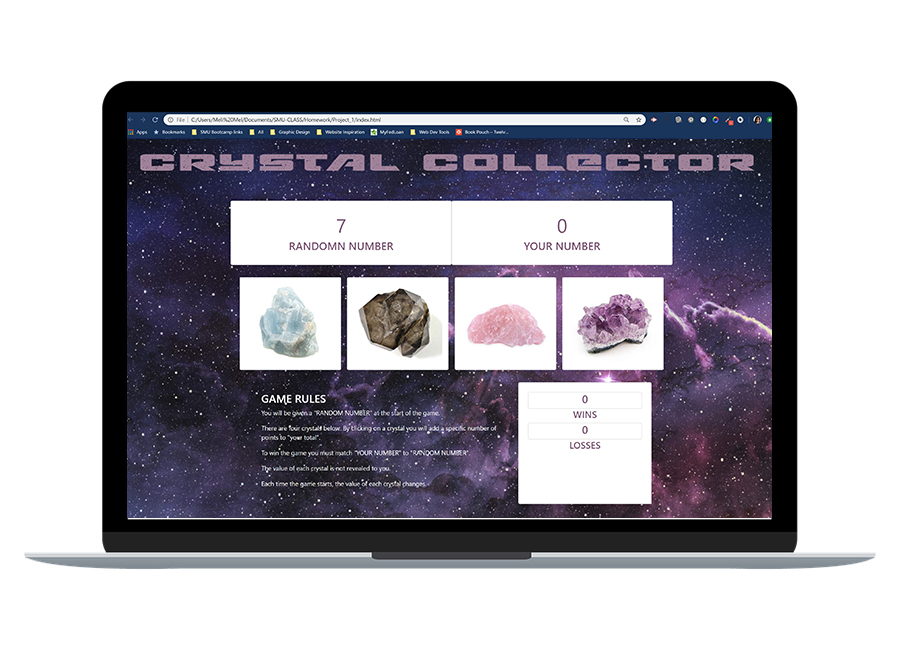 File | C:/Users/Meli%20Mel/Documents/SMU-CLASS/Homework/Project_1/index.html
Apps Bookmarks SMU Bootcamp links All Graphic Design Website Inspiration MyFedLoan Web Dev Tools Book Pouch – Twelv...
CRYSTAL COLLECTOR
7 0
RANDOMN NUMBER YOUR NUMBER
GAME RULES
You will be given a "RANDOM NUMBER" at the start of the game.
There are four crystals below. By clicking on a crystal you will add a specific number of
points to "your total".
To win the game you must match "YOUR NUMBER" to "RANDOM NUMBER".
The value of each crystal is not revealed to you.
Each time the game starts, the value of each crystal changes.
0
WINS
0
LOSSES